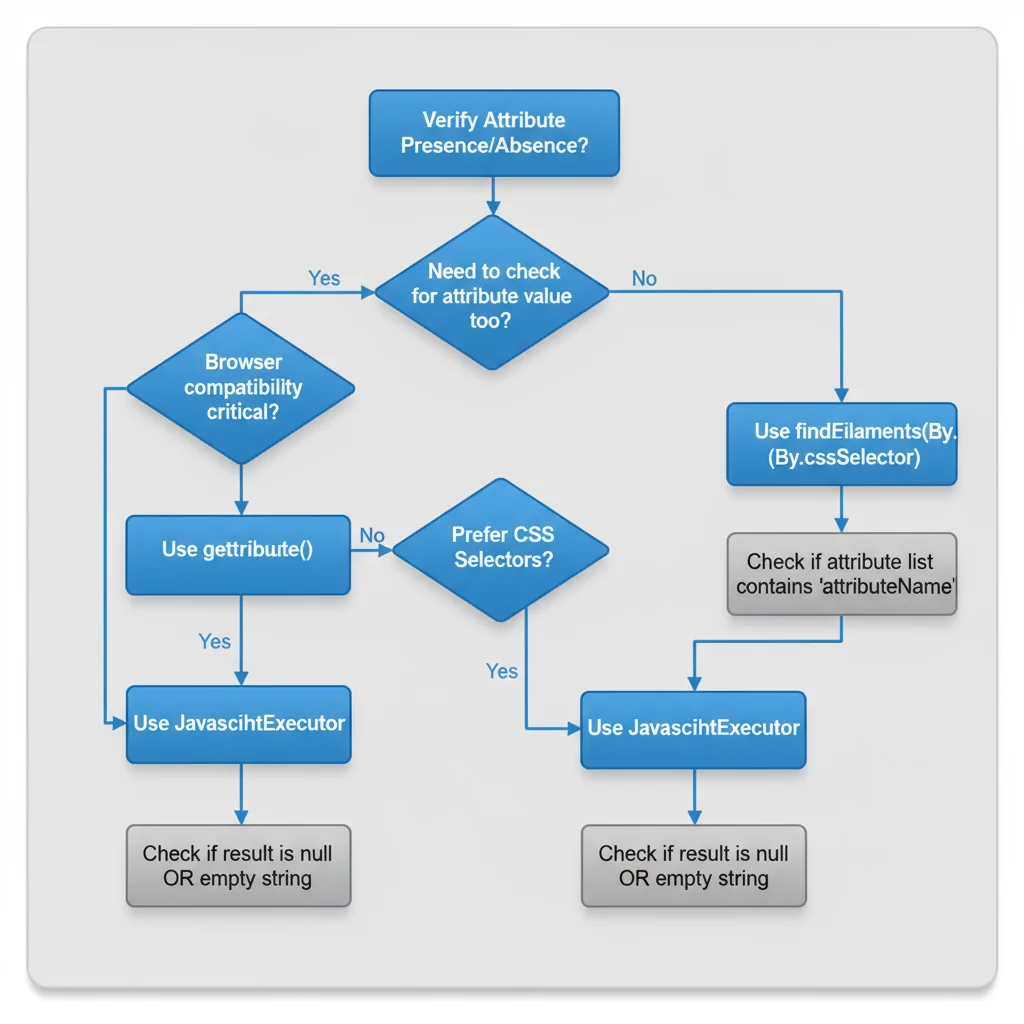 Verify Attribute
Presence/Absence?
Need to check
for attribute value
too?
Yes
No
Browser
compatibility
critical?
Use findEilaments(By.
(By.cssSelector)
Use gettribute()
No
Prefer CSS
Selectors?
Check if attribute list
contains 'attributeName'
Yes
Yes
Use JavascihtExecutor
Use JavascihtExecutor
Check if result is null
OR empty string
Check if result is null
OR empty string